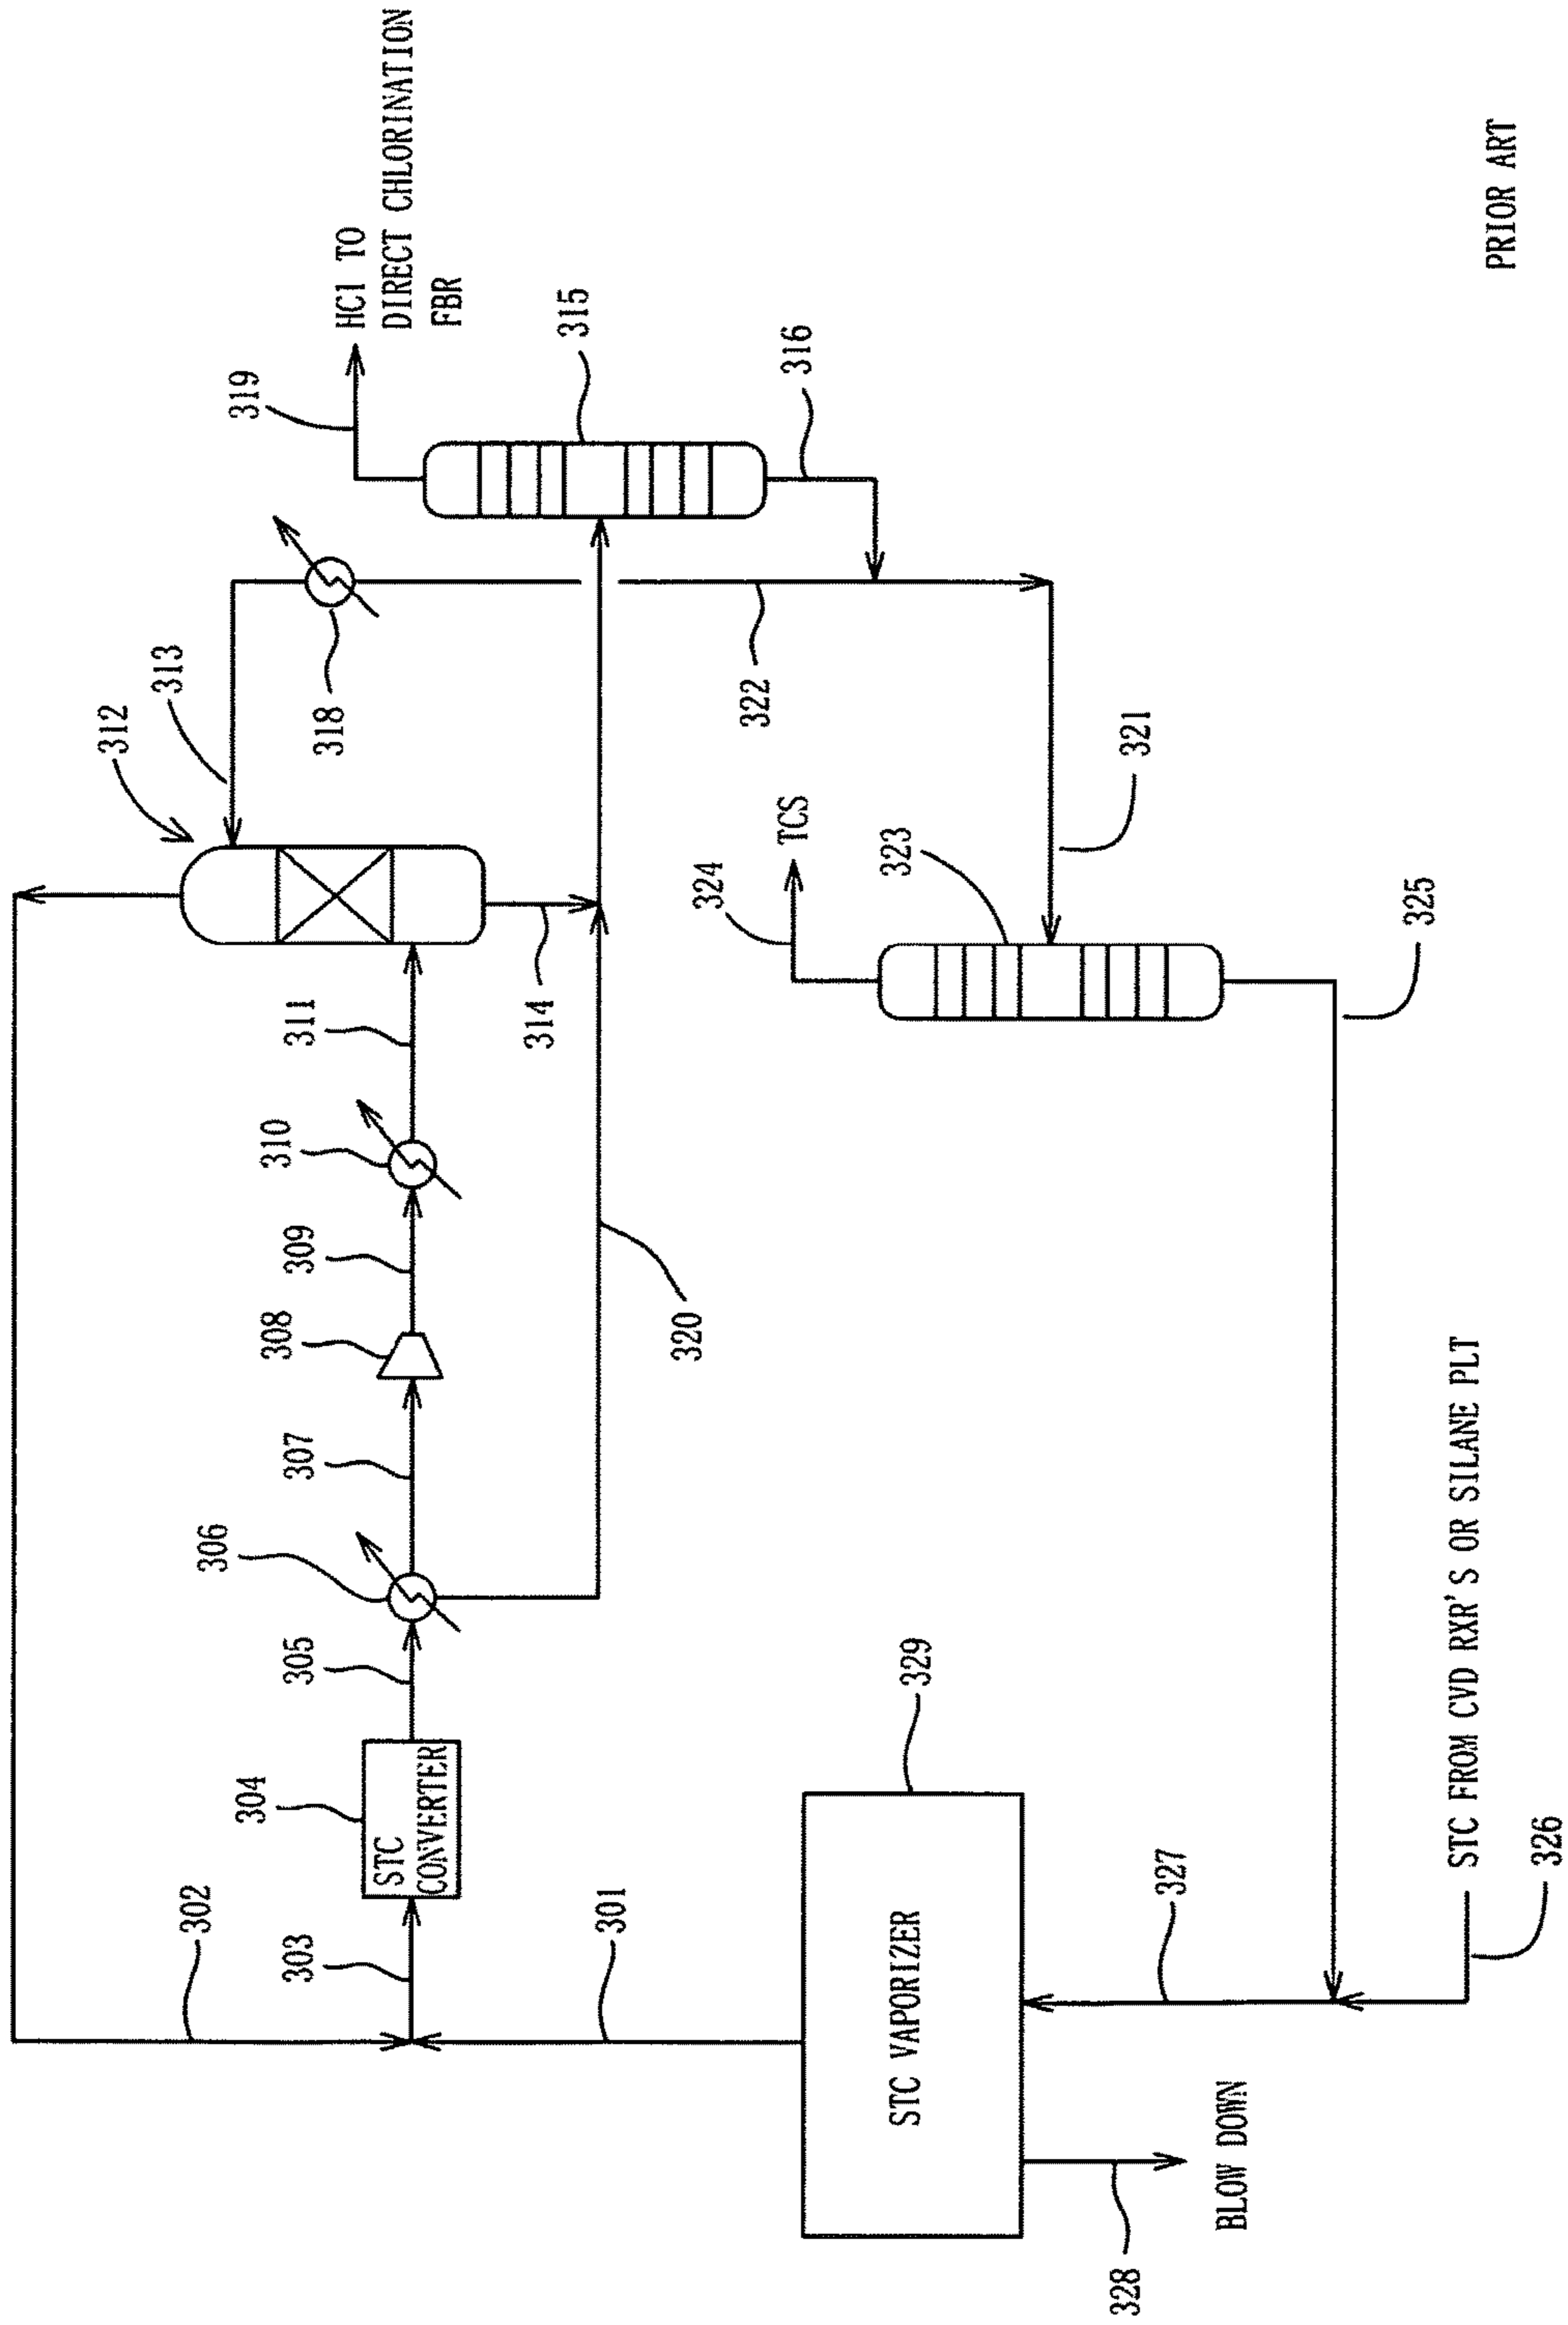 HCl TO
DIRECT CHLORINATION
FBR
319
315
316
313
312
318
322
321
TCS
324
323
325
314
311
310
309
308
320
307
306
305
304
STC
CONVERTER
303
302
301
329
STC VAPORIZER
327
328
BLOW DOWN
STC FROM CVD RXR'S OR SILANE PLT
326
PRIOR ART